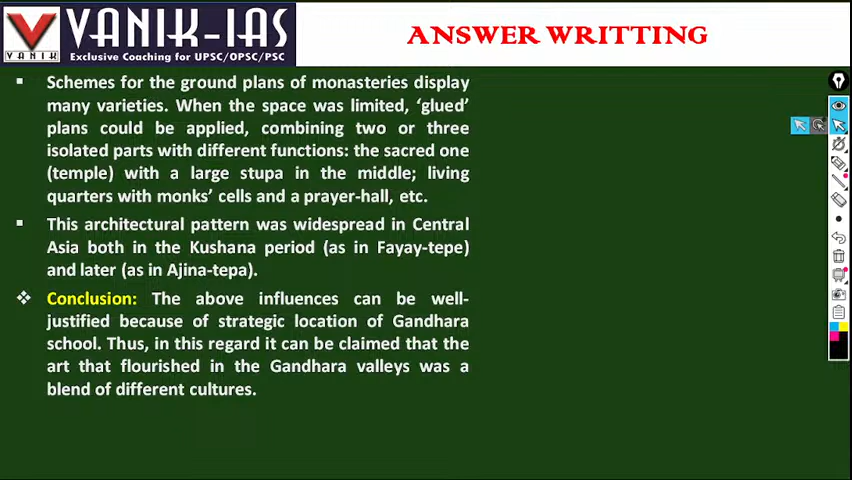 VANIK-IAS
VANIK
Exclusive Coaching for UPSC/OPSC/PSC
ANSWER WRITTING
Schemes for the ground plans of monasteries display
many varieties. When the space was limited, ‘glued’
plans could be applied, combining two or three
isolated parts with different functions: the sacred one
(temple) with a large stupa in the middle; living
quarters with monks’ cells and a prayer-hall, etc.
This architectural pattern was widespread in Central
Asia both in the Kushana period (as in Fayay-tepe)
and later (as in Ajina-tepa).
Conclusion: The above influences can be well-
justified because of strategic location of Gandhara
school. Thus, in this regard it can be claimed that the
art that flourished in the Gandhara valleys was a
blend of different cultures.